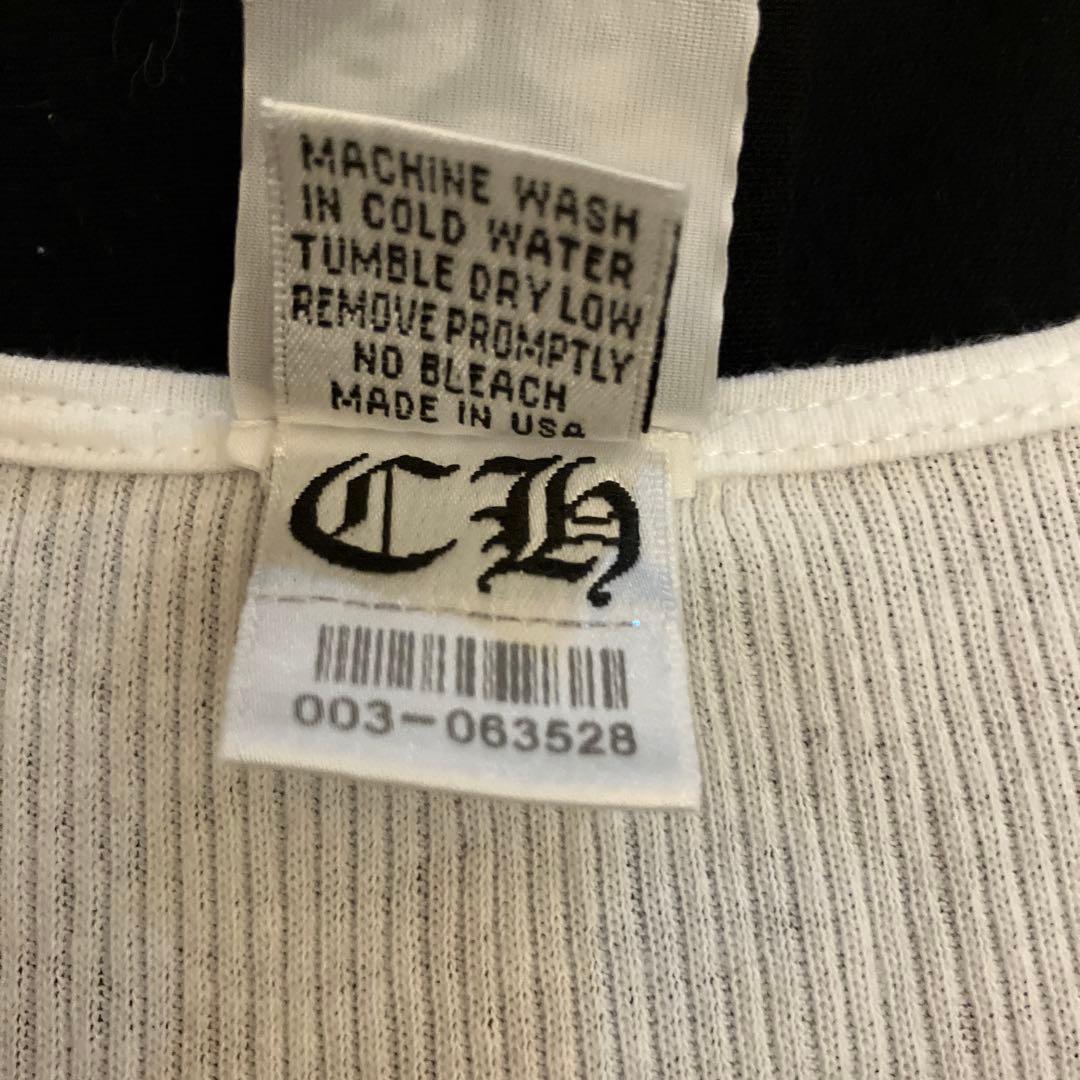 MACHINE WASH
IN COLD WATER
TUMBLE DRY LOW
REMOVE PROMPTLY
NO BLEACH
MADE IN USA
CH
003-063528